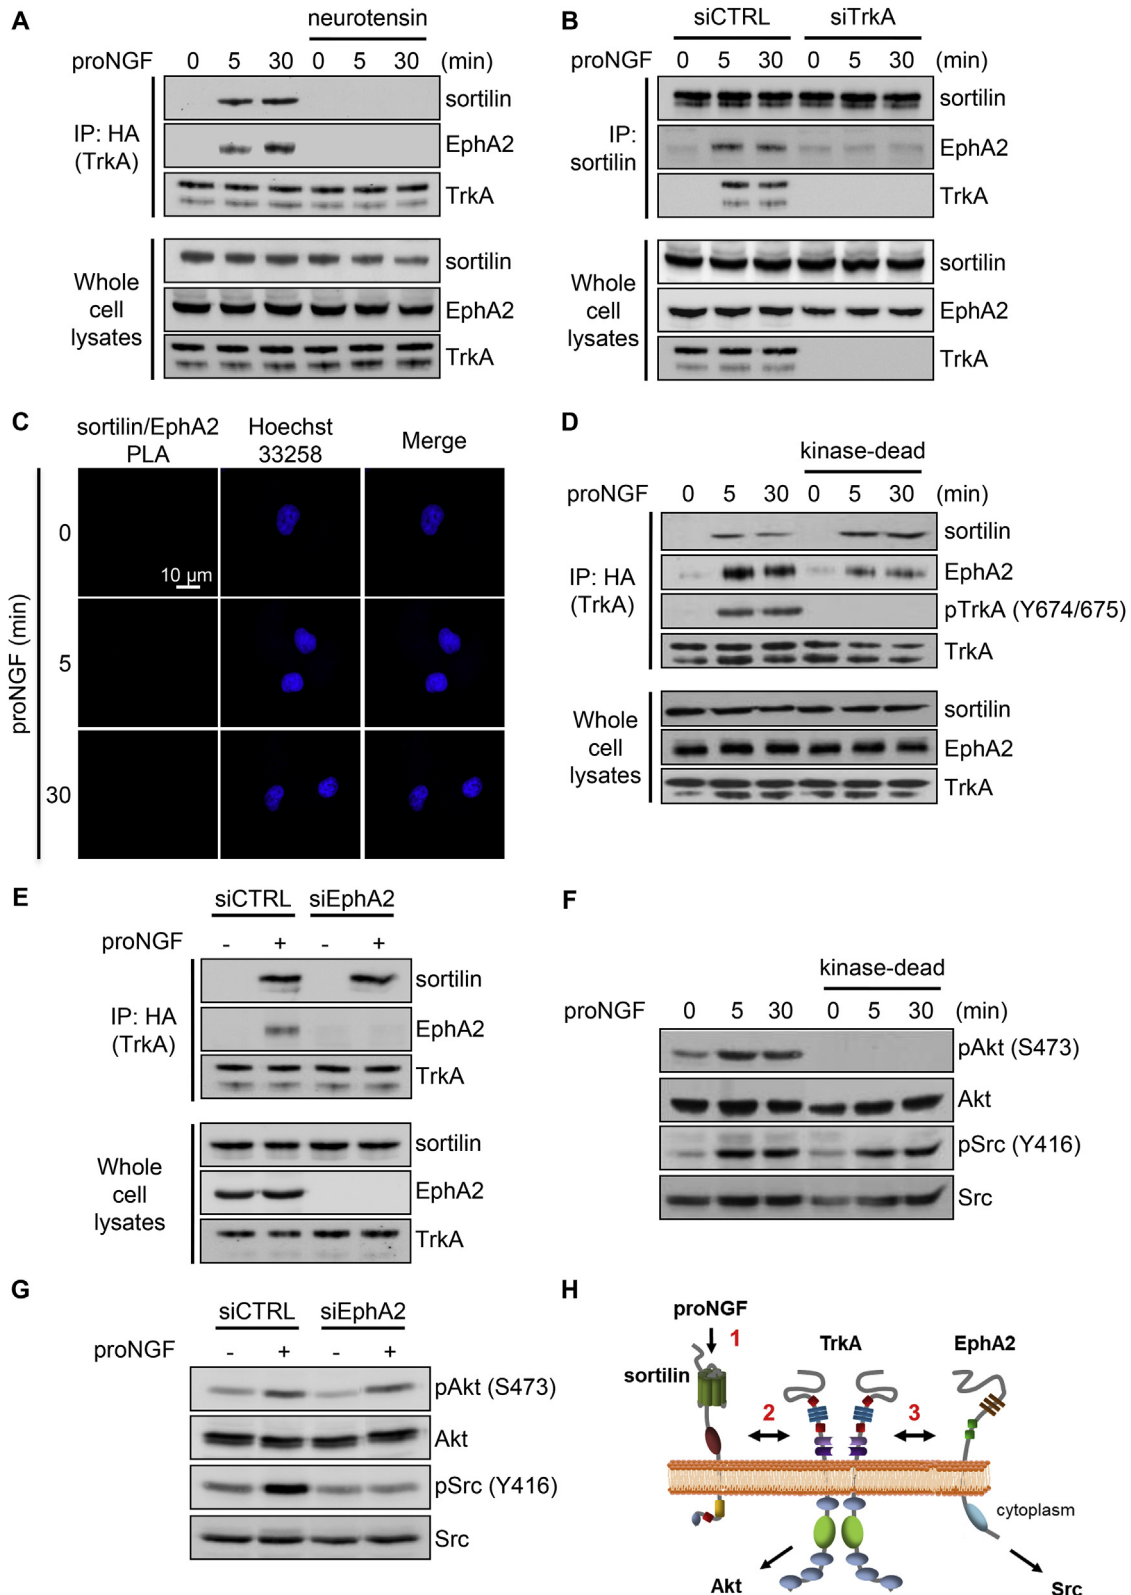 A
neurotensin
proNGF 0 5 30 0 5 30 (min)
IP: HA
(TrkA)
sortilin
EphA2
TrkA
Whole
cell
lysates
sortilin
EphA2
TrkA
B
siCTRL siTrkA
proNGF 0 5 30 0 5 30 (min)
IP:
sortilin
sortilin
EphA2
TrkA
Whole
cell
lysates
sortilin
EphA2
TrkA
C
sortilin/EphA2
PLA
Hoechst
33258
Merge
proNGF (min)
0
10 µm
5
30
D
kinase-dead
proNGF 0 5 30 0 5 30 (min)
IP: HA
(TrkA)
sortilin
EphA2
pTrkA (Y674/675)
TrkA
Whole
cell
lysates
sortilin
EphA2
TrkA
E
siCTRL siEphA2
proNGF - + - +
IP: HA
(TrkA)
sortilin
EphA2
TrkA
Whole
cell
lysates
sortilin
EphA2
TrkA
F
kinase-dead
proNGF 0 5 30 0 5 30 (min)
pAkt (S473)
Akt
pSrc (Y416)
Src
G
siCTRL siEphA2
proNGF - + - +
pAkt (S473)
Akt
pSrc (Y416)
Src
H
proNGF
1
TrkA
EphA2
sortilin
2
3
cytoplasm
Akt
Src